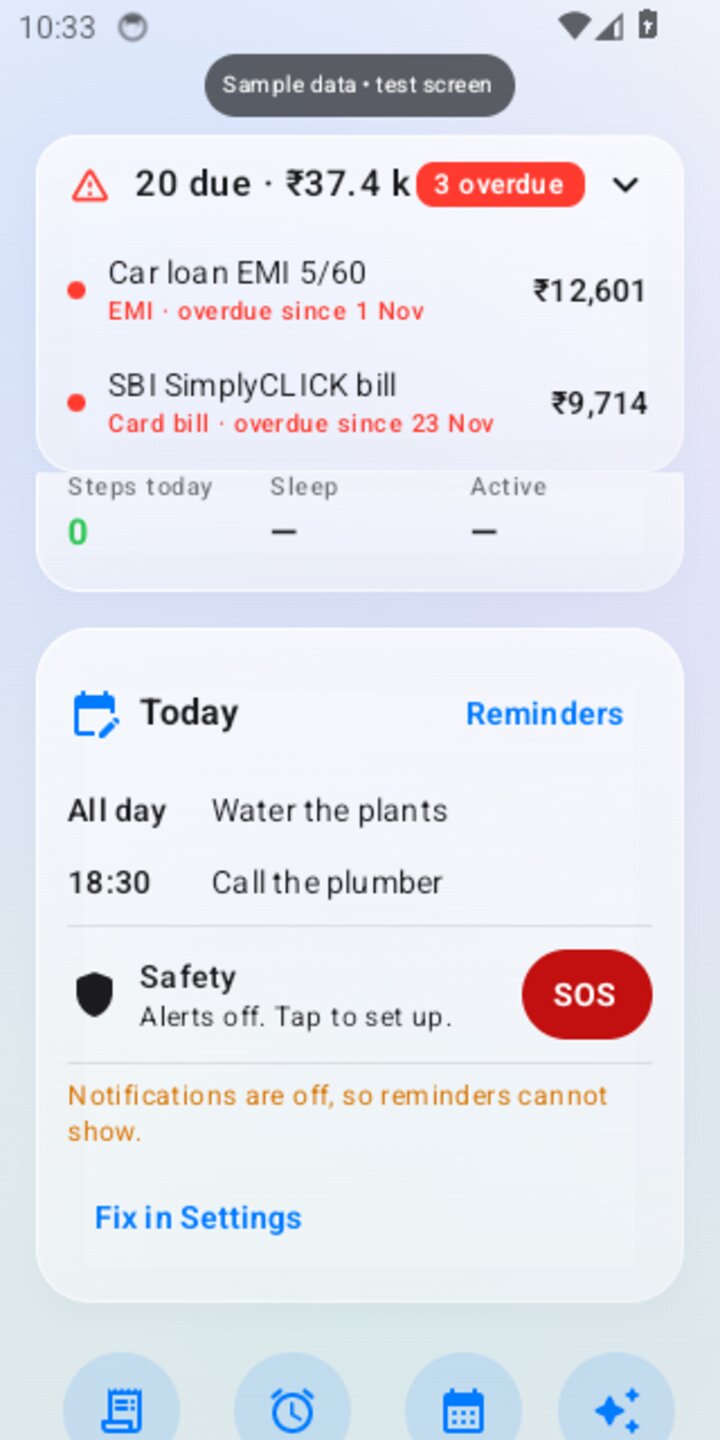 10:33
Sample data • test screen
20 due · ₹37.4 k 3 overdue
Car loan EMI 5/60
₹12,601
EMI · overdue since 1 Nov
SBI SimplyCLICK bill
₹9,714
Card bill · overdue since 23 Nov
Steps today Sleep Active
0 – –
Today Reminders
All day Water the plants
18:30 Call the plumber
Safety
Alerts off. Tap to set up.
SOS
Notifications are off, so reminders cannot
show.
Fix in Settings